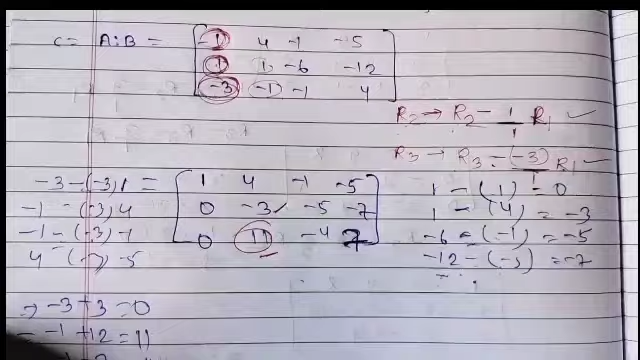 C = A:B = [ -1 4 -1 -5
1 1 -6 -12
-3 -1 -1 4 ]
R2 → R2 - 1/1 R1 ✓
R3 → R3 - (-3)/1 R1 ✓
-3 -(-3) 1 = [ 1 4 -1 -5
-1 -(-3) 4 0 -3 -5 -7
-1 -(-3) -1 0 11 -4 7 ]
4 -5
1 - (1) = 0
1 - (4) = -3
-6 - (-1) = -5
-12 - (-5) = -7
⇒ -3 + 3 = 0
= -1 + 12 = 11